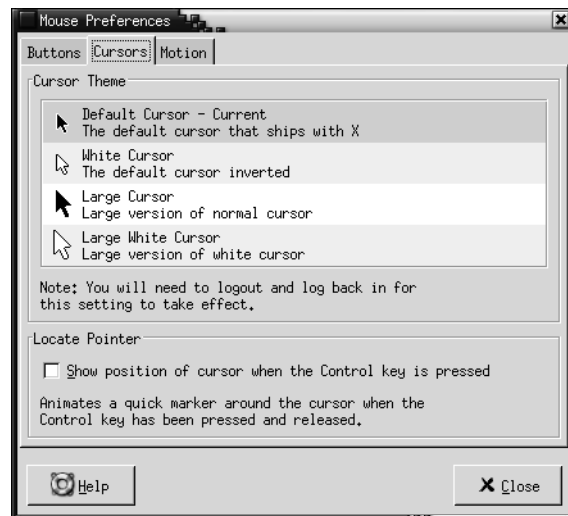 Mouse Preferences
Buttons Cursors Motion
Cursor Theme
Default Cursor - Current
The default cursor that ships with X
White Cursor
The default cursor inverted
Large Cursor
Large version of normal cursor
Large White Cursor
Large version of white cursor
Note: You will need to logout and log back in for
this setting to take effect.
Locate Pointer
Show position of cursor when the Control key is pressed
Animates a quick marker around the cursor when the
Control key has been pressed and released.
Help Close